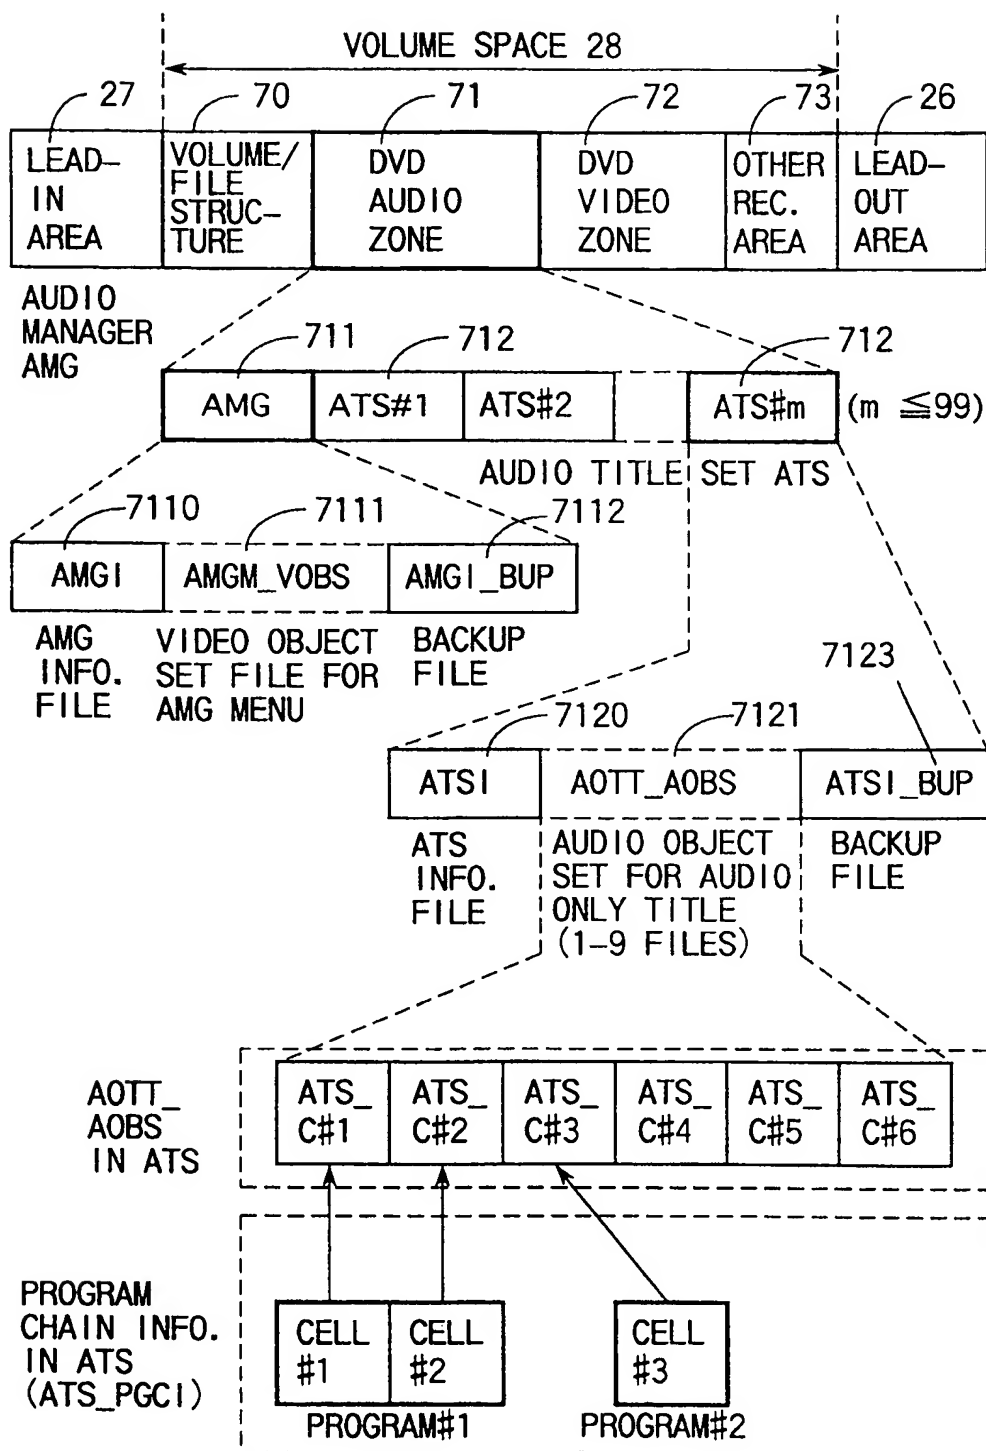 VOLUME SPACE 28
27
70
71
72
73
26
LEAD–
IN
AREA
VOLUME/
FILE
STRUC–
TURE
DVD
AUDIO
ZONE
DVD
VIDEO
ZONE
OTHER
REC.
AREA
LEAD–
OUT
AREA
AUDIO
MANAGER
AMG
711
712
712
AMG
ATS#1
ATS#2
ATS#m
(m ≦99)
AUDIO TITLE SET ATS
7110
7111
7112
AMGI
AMGM_VOBS
AMGI_BUP
AMG
INFO.
FILE
VIDEO OBJECT
SET FILE FOR
AMG MENU
BACKUP
FILE
7123
7120
7121
ATSI
AOTT_AOBS
ATSI_BUP
ATS
INFO.
FILE
AUDIO OBJECT
SET FOR AUDIO
ONLY TITLE
(1–9 FILES)
BACKUP
FILE
AOTT_
AOBS
IN ATS
ATS_
C#1
ATS_
C#2
ATS_
C#3
ATS_
C#4
ATS_
C#5
ATS_
C#6
PROGRAM
CHAIN INFO.
IN ATS
(ATS_PGCI)
CELL
#1
CELL
#2
CELL
#3
PROGRAM#1
PROGRAM#2